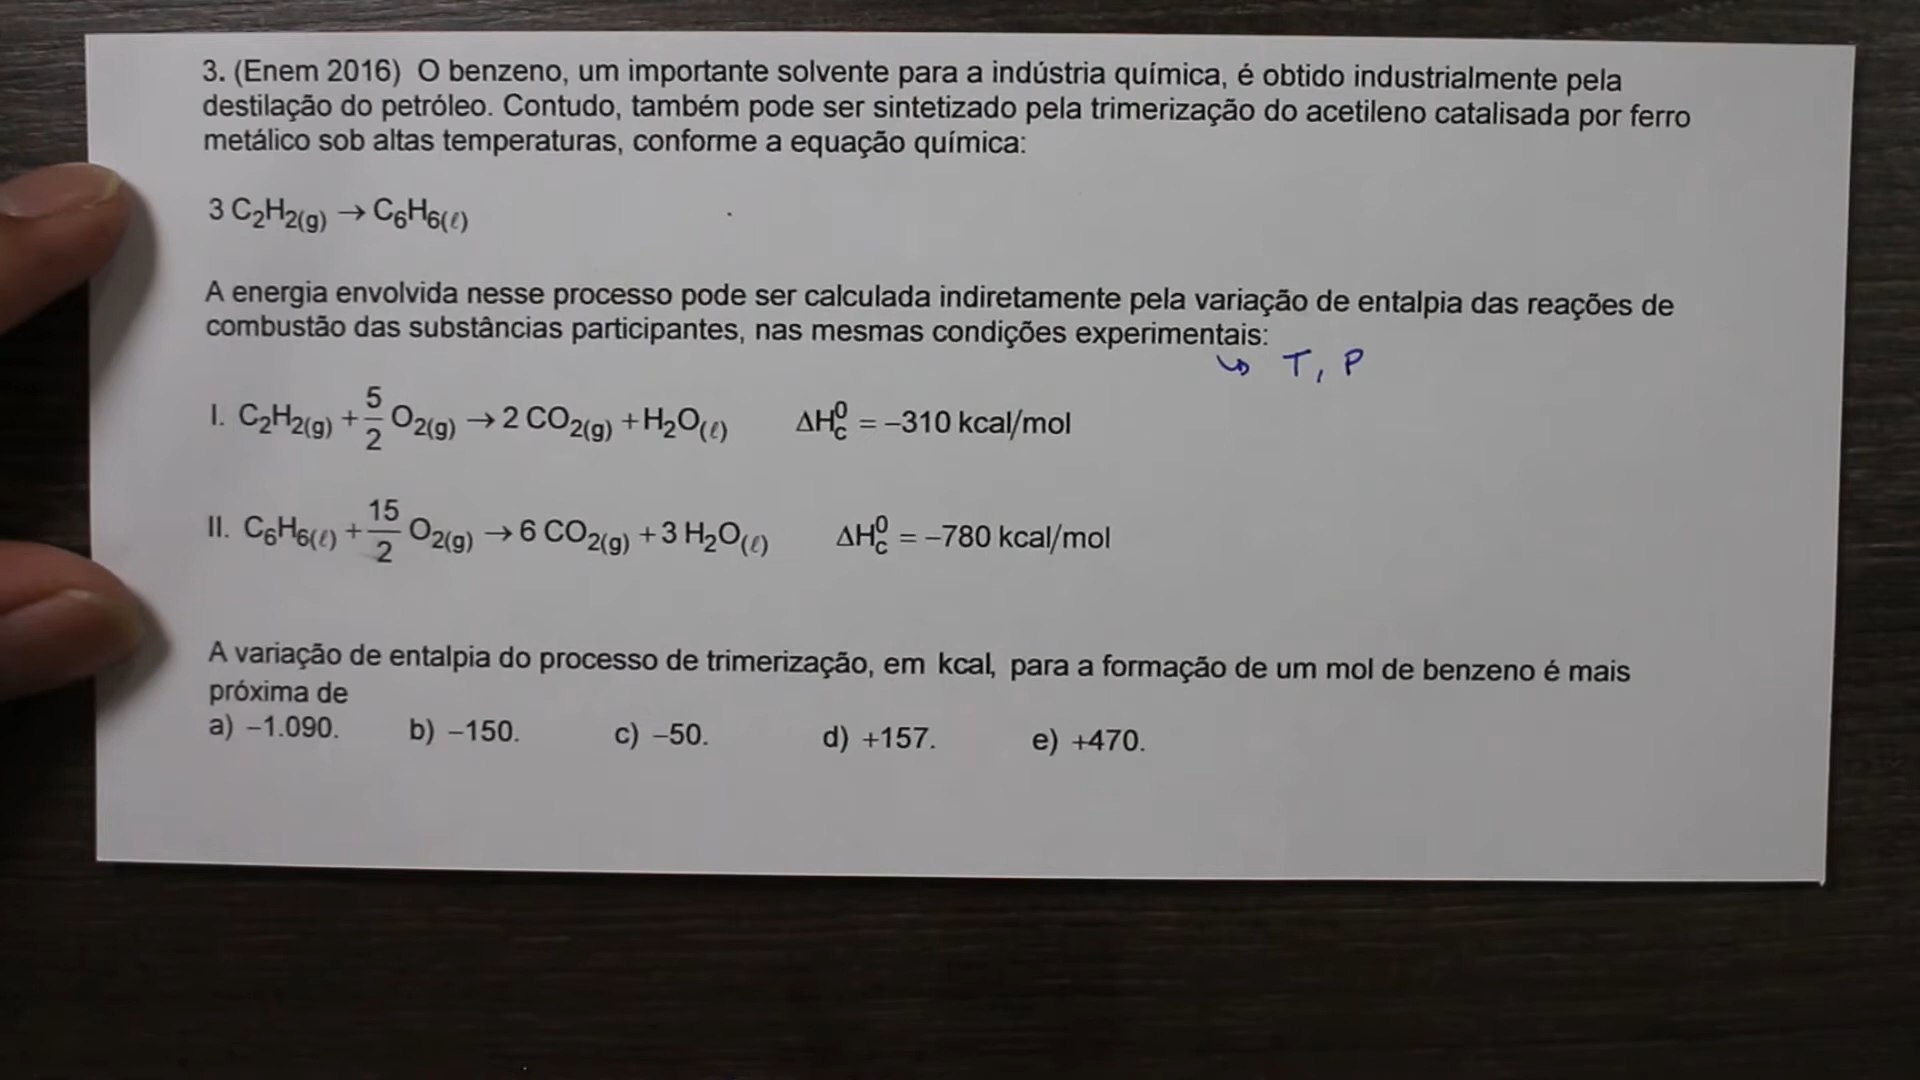 3. (Enem 2016) O benzeno, um importante solvente para a indústria química, é obtido industrialmente pela
destilação do petróleo. Contudo, também pode ser sintetizado pela trimerização do acetileno catalisada por ferro
metálico sob altas temperaturas, conforme a equação química:
3 C₂H₂(g) → C₆H₆(ℓ)
A energia envolvida nesse processo pode ser calculada indiretamente pela variação de entalpia das reações de
combustão das substâncias participantes, nas mesmas condições experimentais:
↳ T, P
I. C₂H₂(g) + 5/2 O₂(g) → 2 CO₂(g) + H₂O(ℓ) ΔH⁰c = −310 kcal/mol
II. C₆H₆(ℓ) + 15/2 O₂(g) → 6 CO₂(g) + 3 H₂O(ℓ) ΔH⁰c = −780 kcal/mol
A variação de entalpia do processo de trimerização, em kcal, para a formação de um mol de benzeno é mais
próxima de
a) −1.090. b) −150. c) −50. d) +157. e) +470.